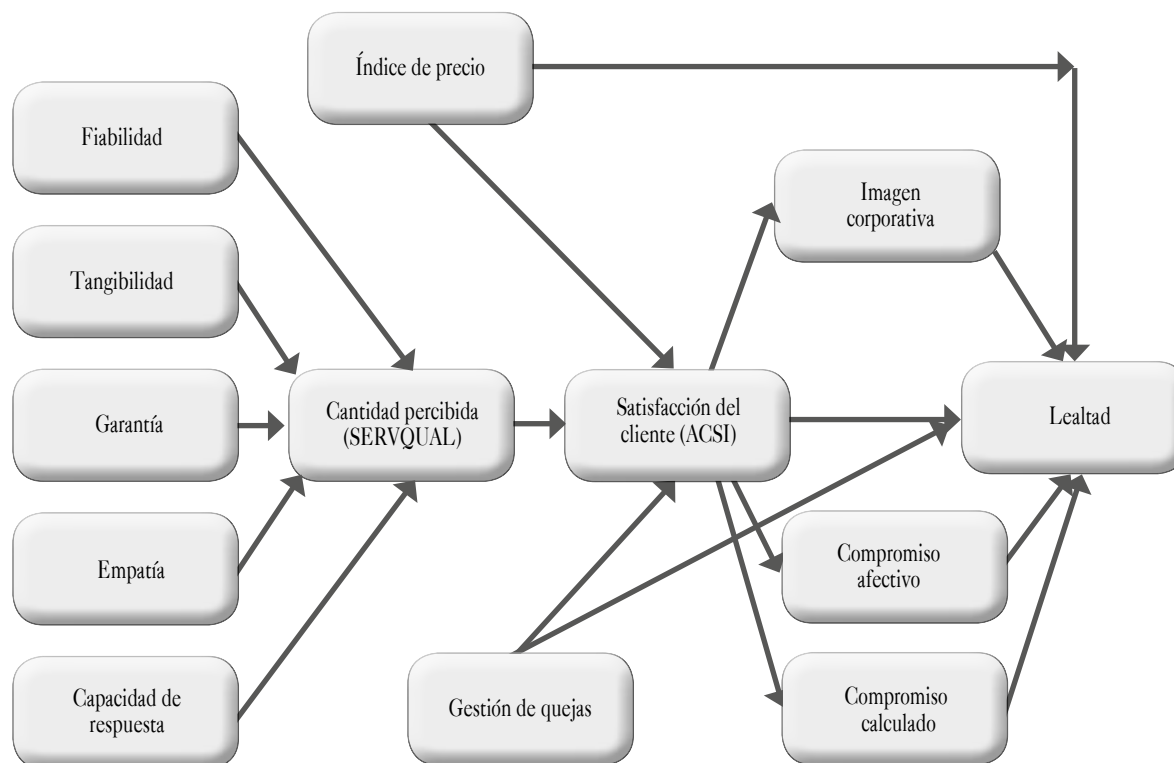 Índice de precio
Fiabilidad
Imagen
corporativa
Tangibilidad
Garantía
Cantidad percibida
(SERVQUAL)
Satisfacción del
cliente (ACSI)
Lealtad
Empatía
Compromiso
afectivo
Capacidad de
respuesta
Gestión de quejas
Compromiso
calculado